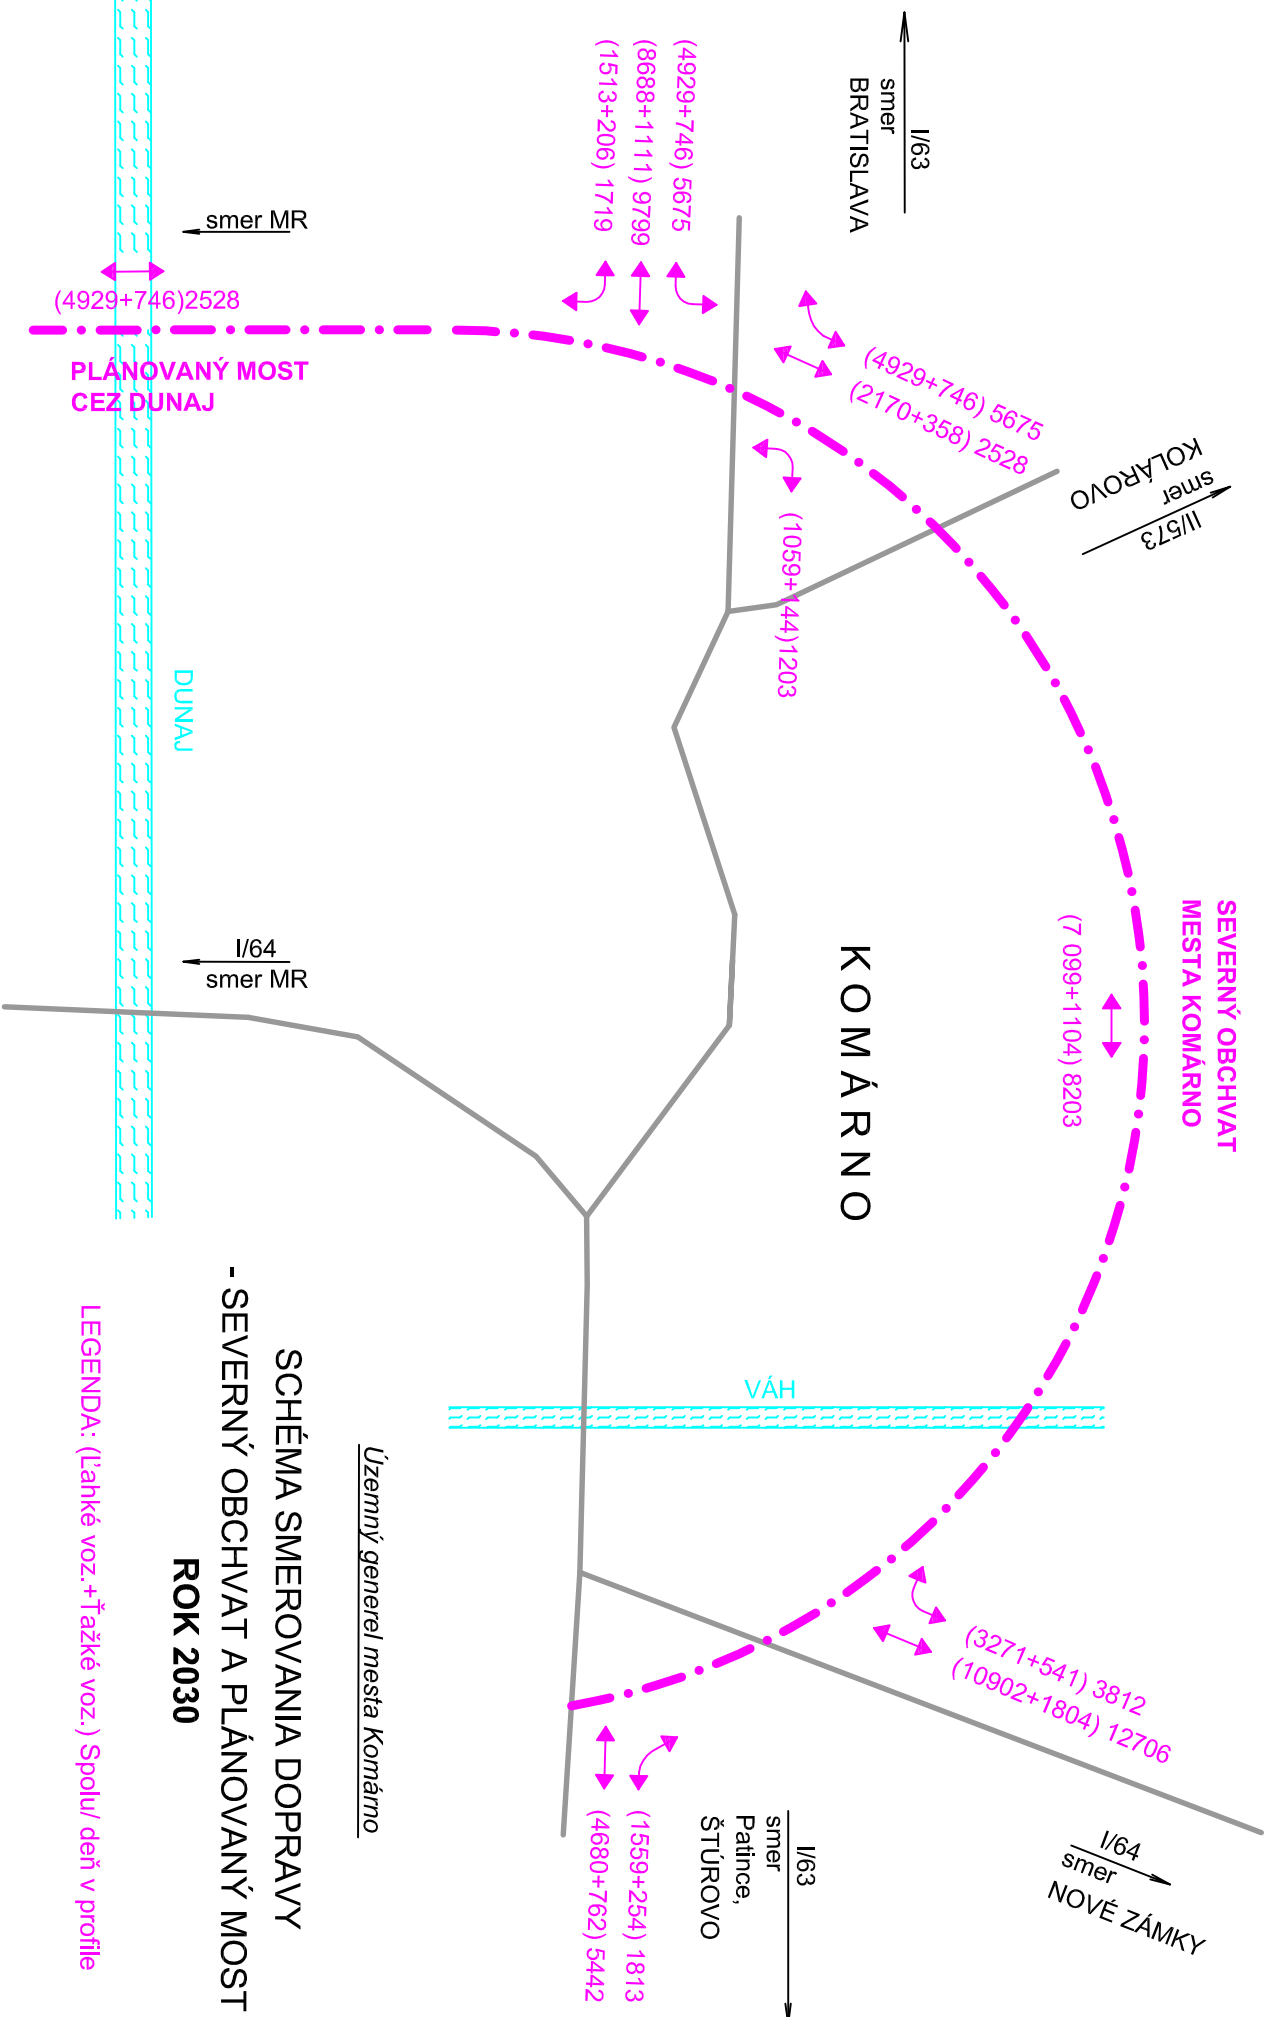 I/63
smer
BRATISLAVA
(4929+746) 5675
(8688+1111) 9799
(1513+206) 1719
smer MR
(4929+746)2528
PLÁNOVANÝ MOST
CEZ DUNAJ
(4929+746) 5675
(2170+358) 2528
(1059+144)1203
II/573
smer
KOLÁROVO
DUNAJ
I/64
smer MR
KOMÁRNO
SEVERNÝ OBCHVAT
MESTA KOMÁRNO
(7 099+1104) 8203
VÁH
(3271+541) 3812
(10902+1804) 12706
I/64
smer
NOVÉ ZÁMKY
I/63
smer
Patince,
ŠTÚROVO
(1559+254) 1813
(4680+762) 5442
Územný generel mesta Komárno
SCHÉMA SMEROVANIA DOPRAVY
- SEVERNÝ OBCHVAT A PLÁNOVANÝ MOST
ROK 2030
LEGENDA: (Ľahké voz.+Ťažké voz.) Spolu/ deň v profile